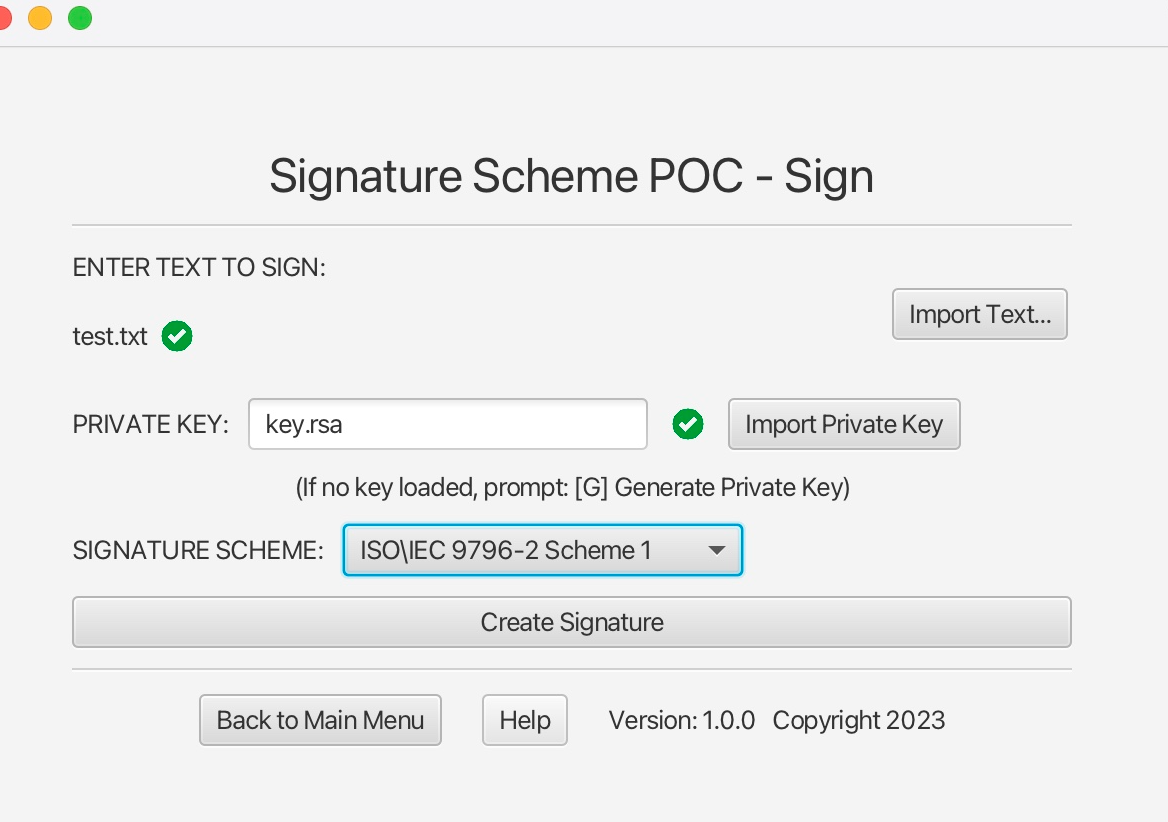 Signature Scheme POC - Sign
ENTER TEXT TO SIGN:
Import Text...
test.txt
PRIVATE KEY: key.rsa Import Private Key
(If no key loaded, prompt: [G] Generate Private Key)
SIGNATURE SCHEME: ISO\IEC 9796-2 Scheme 1
Create Signature
Back to Main Menu Help Version: 1.0.0 Copyright 2023